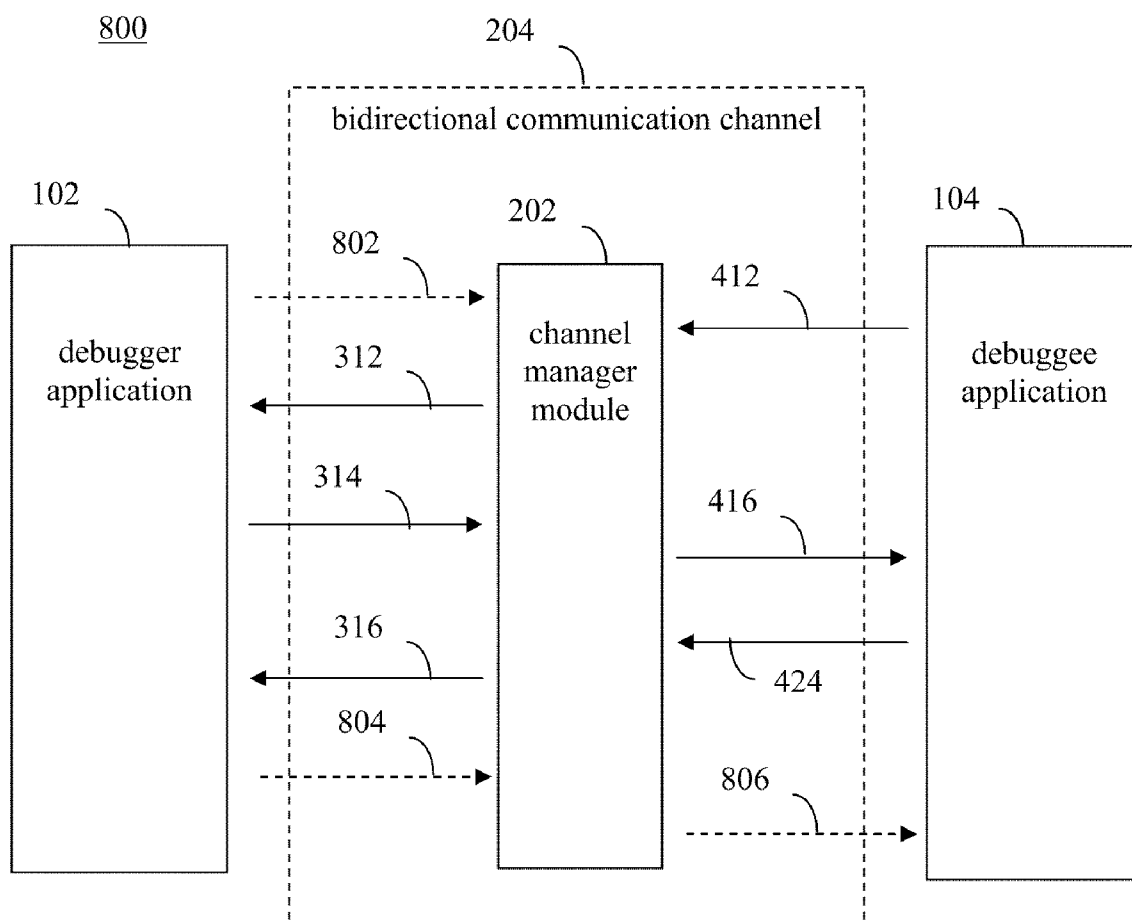 800
204
bidirectional communication channel
102
104
202
802
412
debugger
application
channel
manager
module
debuggee
application
312
314
416
316
424
804
806